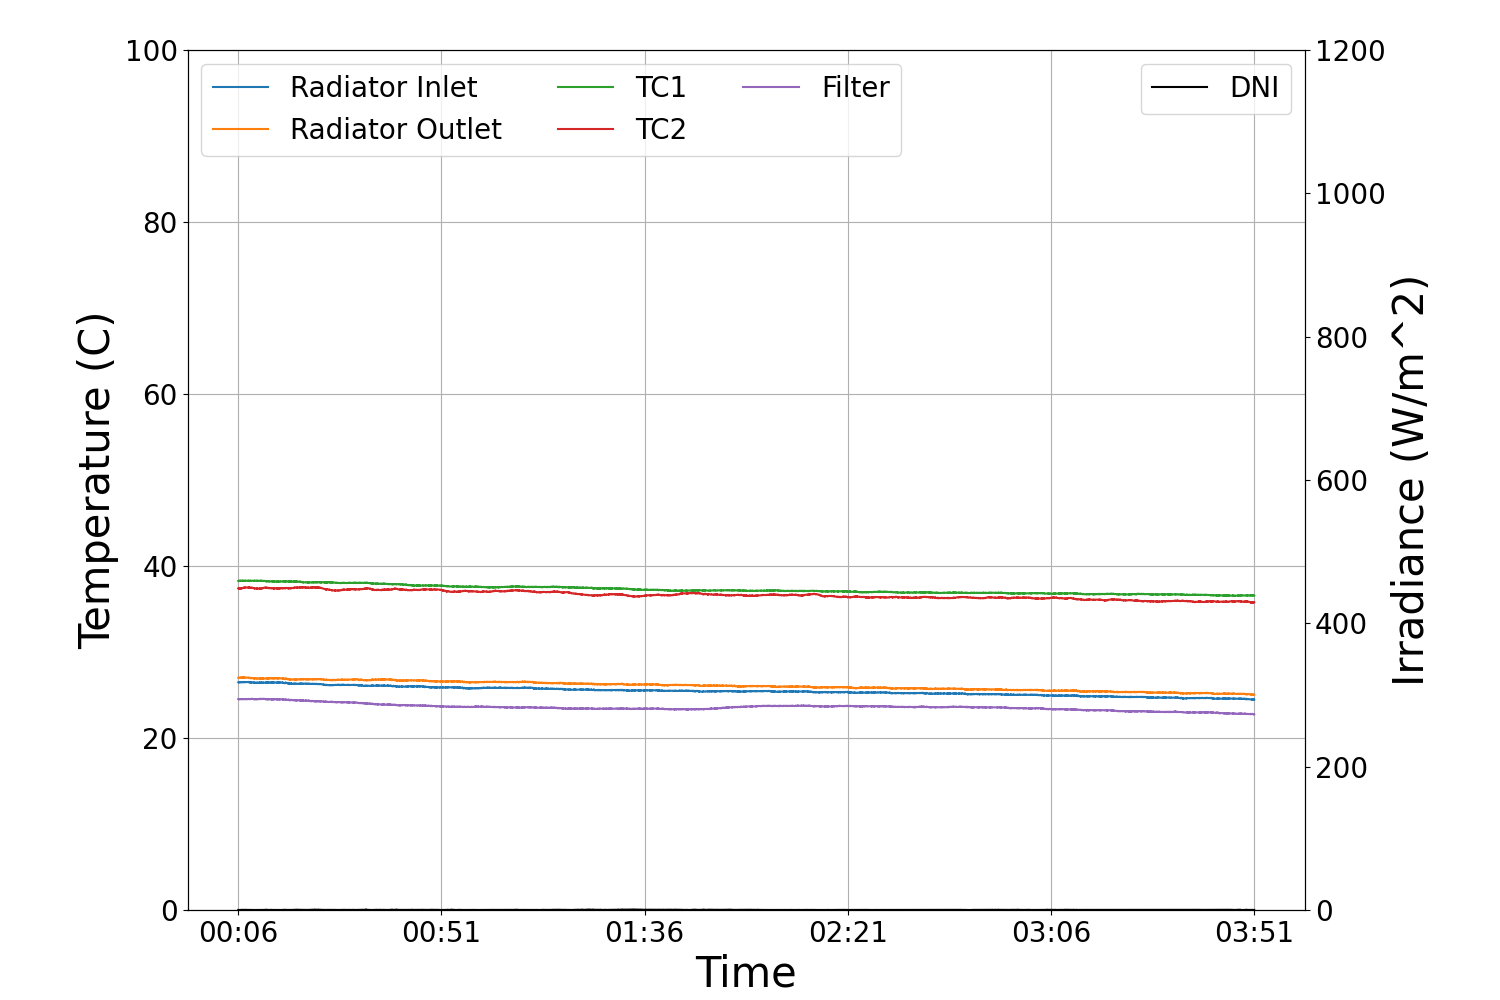 Radiator Inlet
Radiator Outlet
TC1
TC2
Filter
DNI
Temperature (C)
100
80
60
40
20
0
1200
1000
800
600
400
200
0
Irradiance (W/m^2)
00:06 00:51 01:36 02:21 03:06 03:51
Time